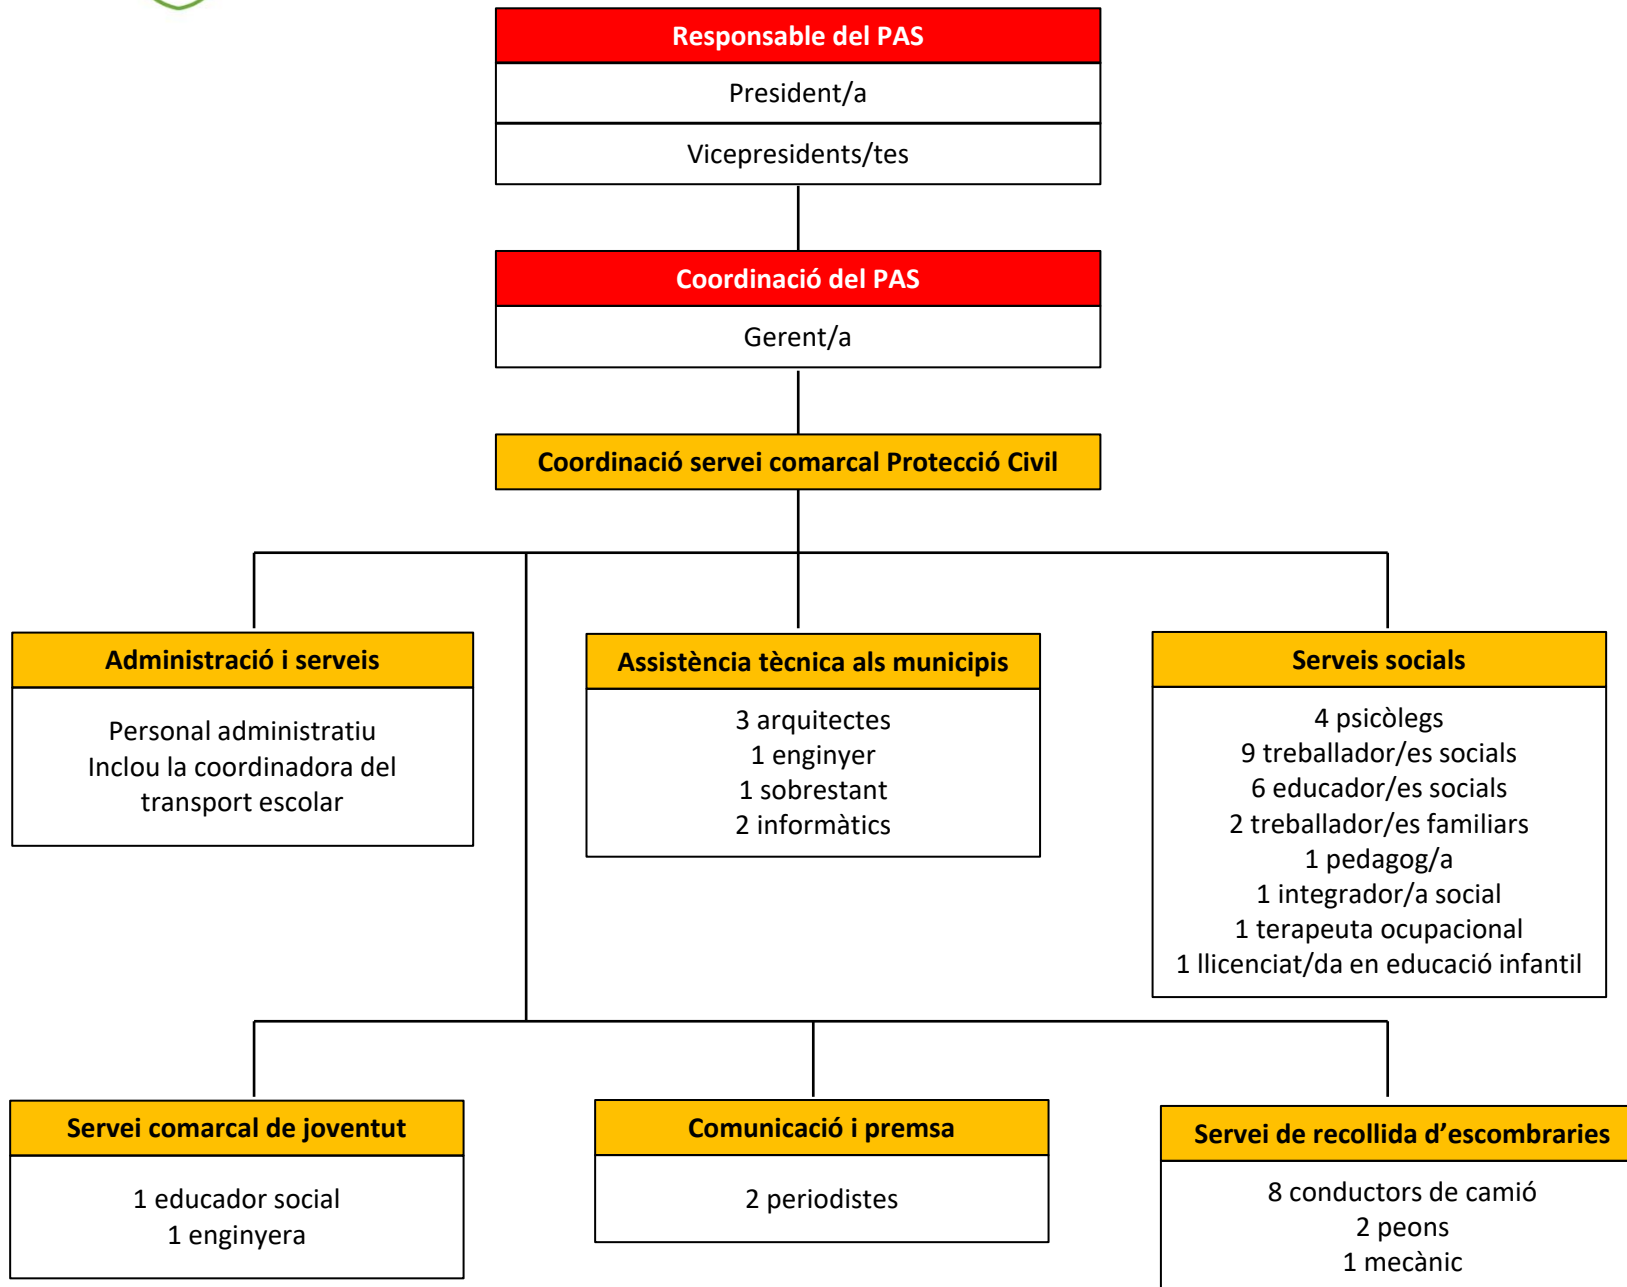 Responsable del PAS
President/a
Vicepresidents/tes
Coordinació del PAS
Gerent/a
Coordinació servei comarcal Protecció Civil
Administració i serveis
Personal administratiu
Inclou la coordinadora del
transport escolar
Assistència tècnica als municipis
3 arquitectes
1 enginyer
1 sobrestant
2 informàtics
Serveis socials
4 psicòlegs
9 treballador/es socials
6 educador/es socials
2 treballador/es familiars
1 pedagog/a
1 integrador/a social
1 terapeuta ocupacional
1 llicenciat/da en educació infantil
Servei comarcal de joventut
1 educador social
1 enginyera
Comunicació i premsa
2 periodistes
Servei de recollida d’escombraries
8 conductors de camió
2 peons
1 mecànic